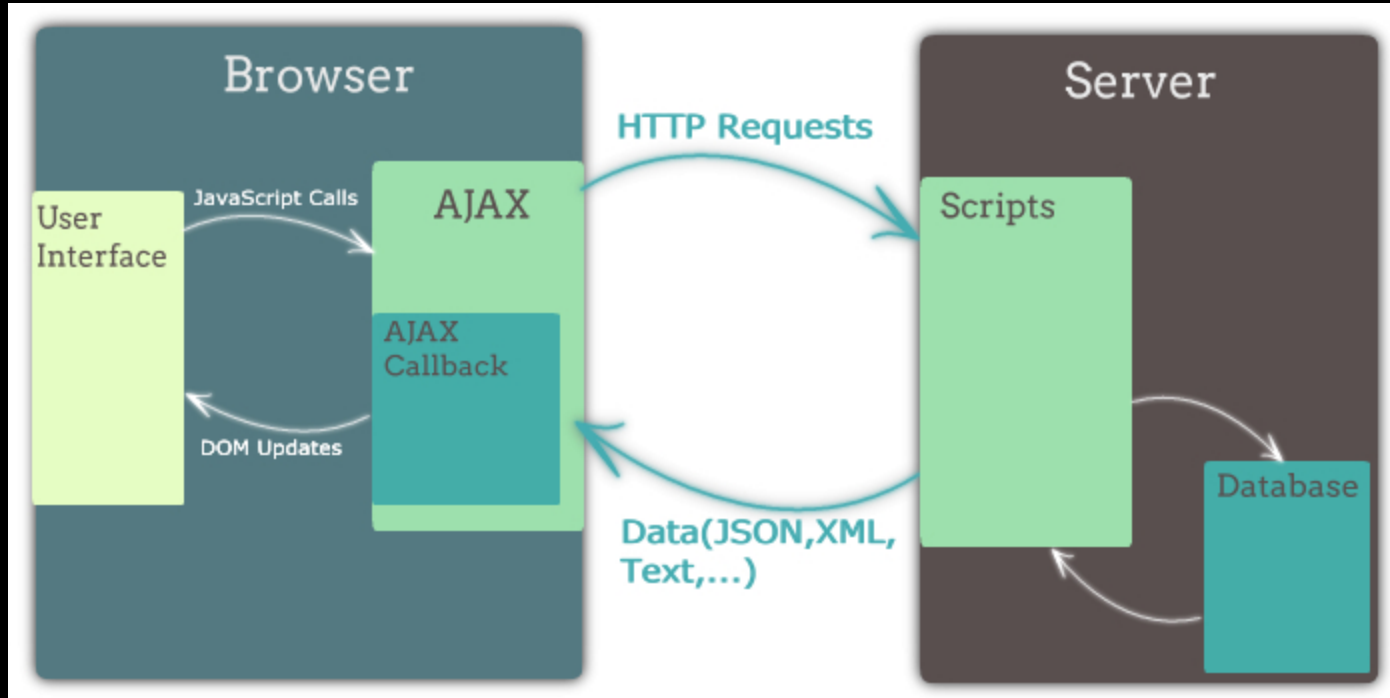 Browser
Server
HTTP Requests
JavaScript Calls
AJAX
User
Interface
Scripts
AJAX
Callback
DOM Updates
Database
Data(JSON,XML,
Text,...)